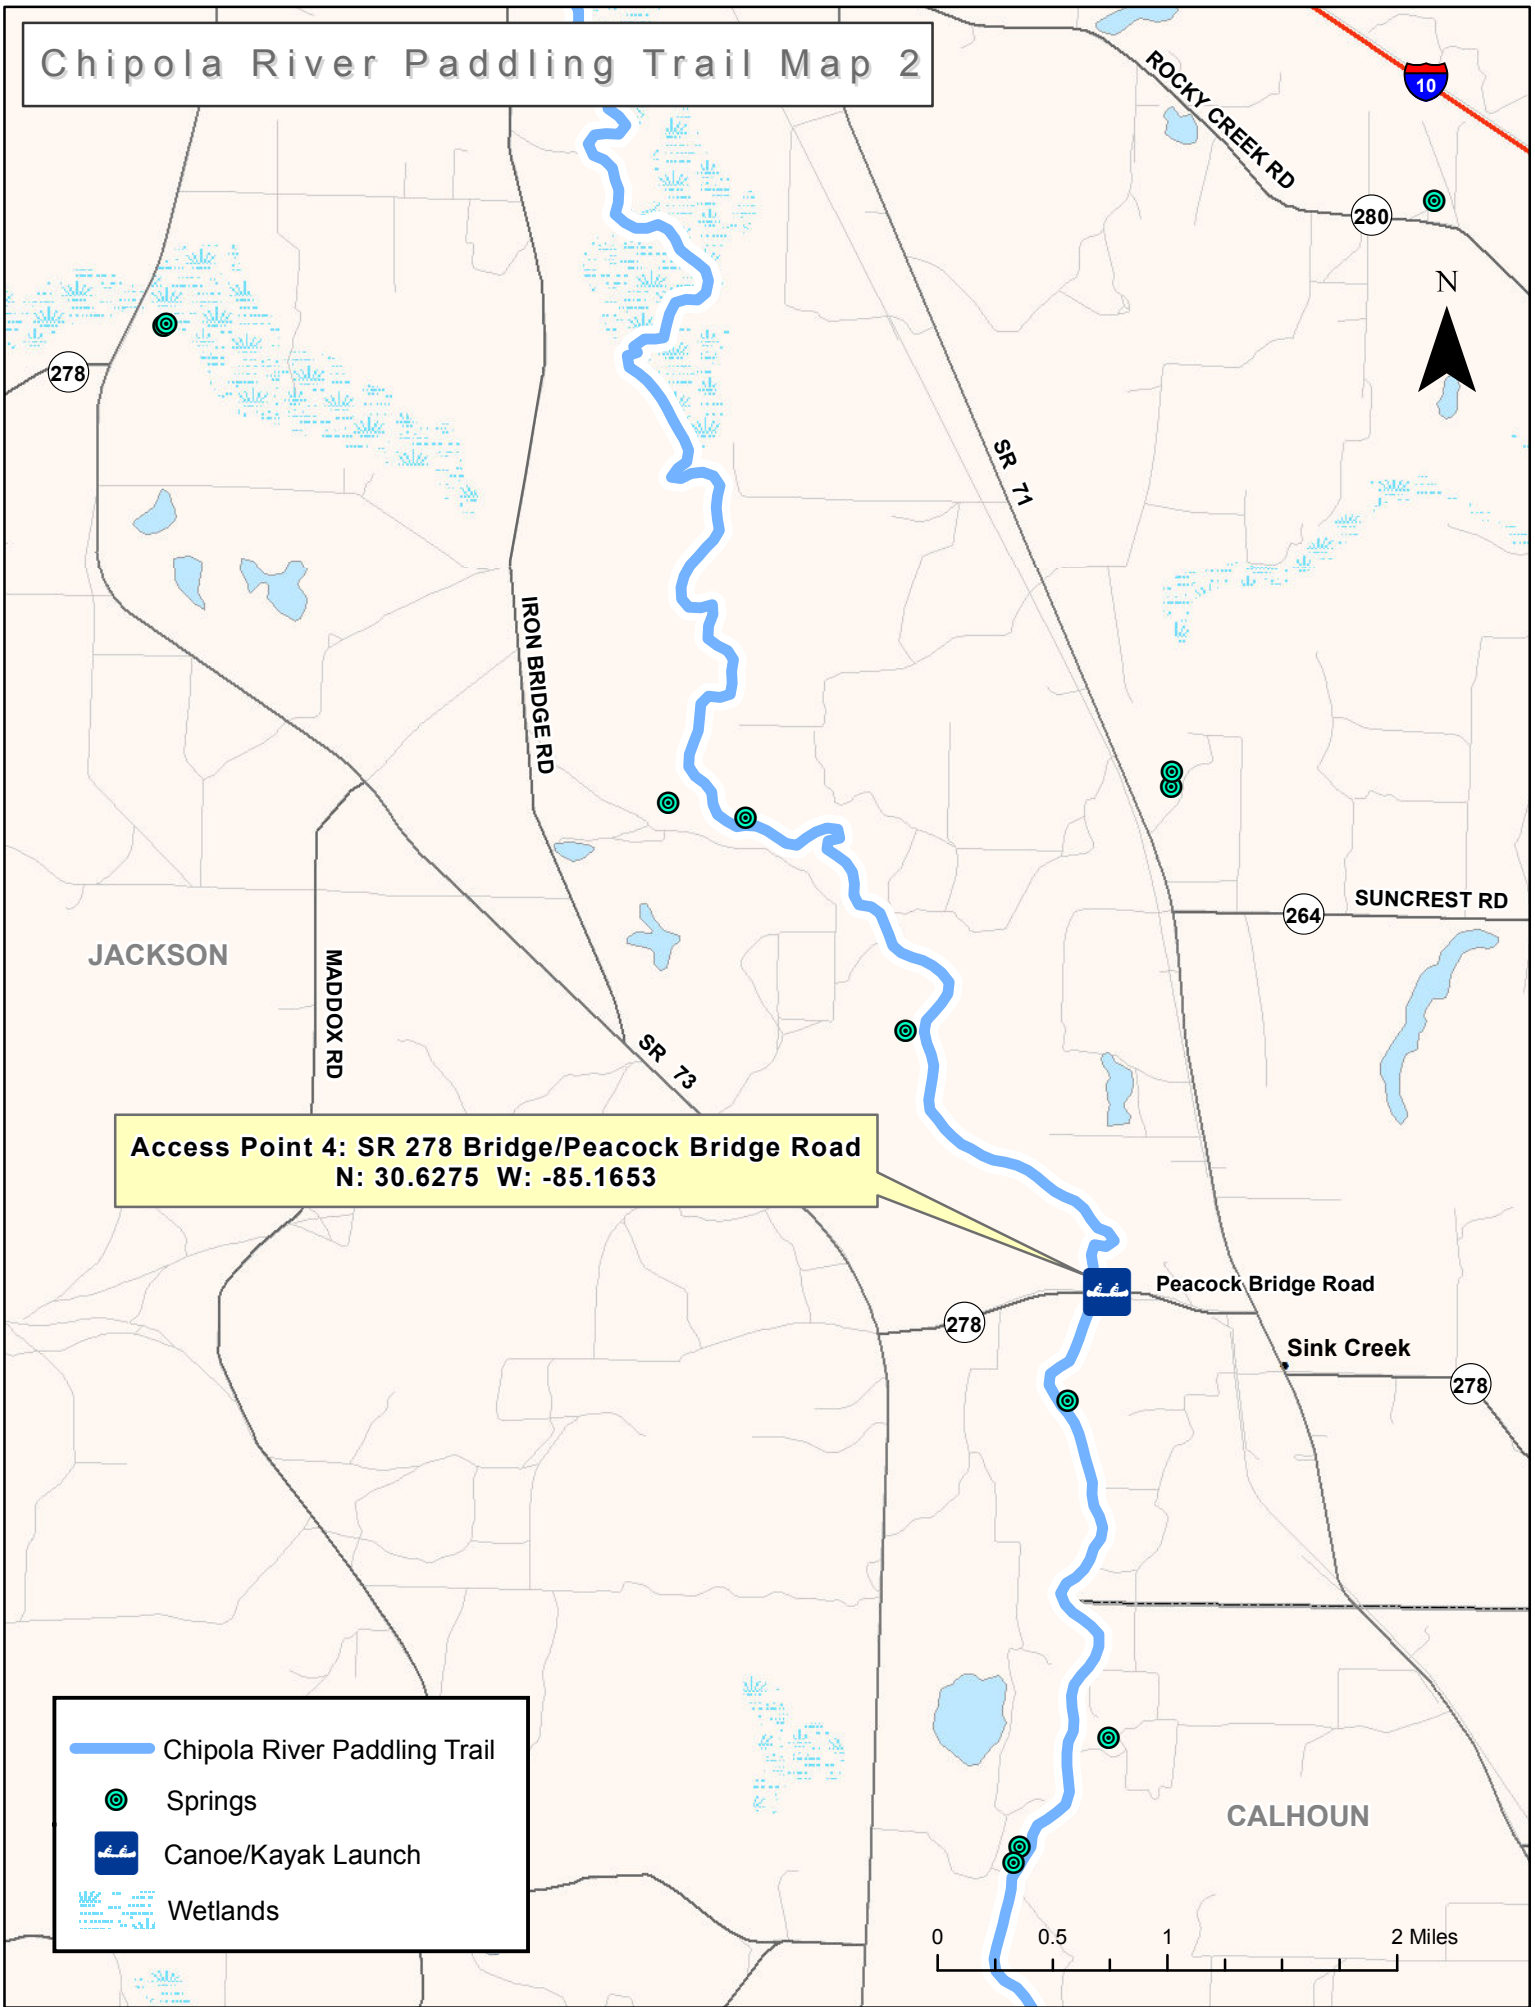 Chipola River Paddling Trail Map 2
10
ROCKY CREEK RD
280
N
278
SR 71
IRON BRIDGE RD
264
SUNCREST RD
JACKSON
MADDOX RD
SR 73
Access Point 4: SR 278 Bridge/Peacock Bridge Road
N: 30.6275 W: -85.1653
Peacock Bridge Road
278
Sink Creek
278
Chipola River Paddling Trail
Springs
Canoe/Kayak Launch
Wetlands
CALHOUN
0 0.5 1 2 Miles